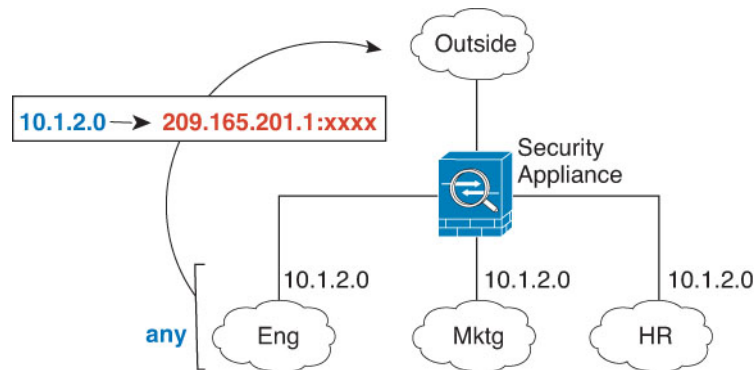 Outside
10.1.2.0 → 209.165.201.1:xxxx
Security
Appliance
10.1.2.0
10.1.2.0
10.1.2.0
any
Eng
Mktg
HR